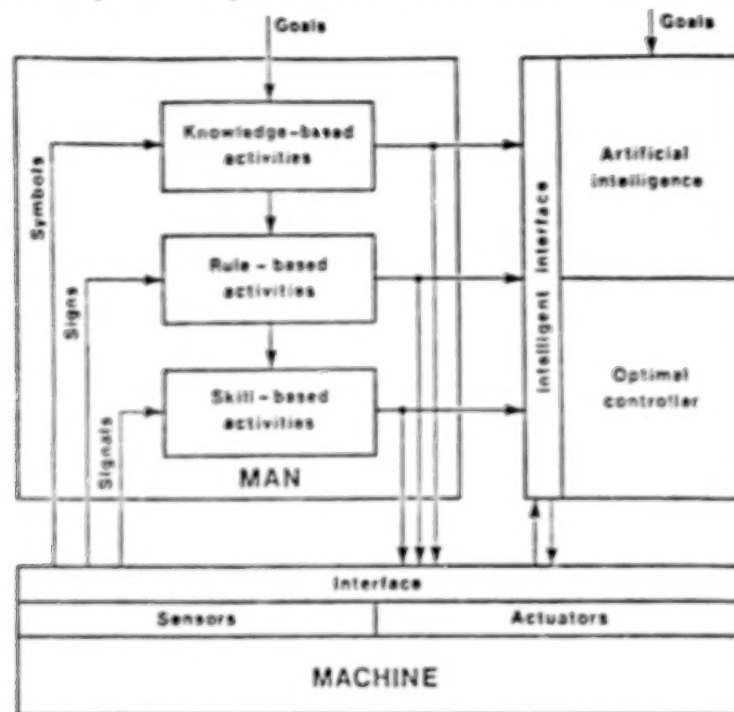 Goals
Goals
Knowledge-based
activities
Artificial
intelligence
Symbols
Rule-based
activities
Signs
Intelligent Interface
Skill-based
activities
Optimal
controller
Signals
MAN
Interface
Sensors
Actuators
MACHINE